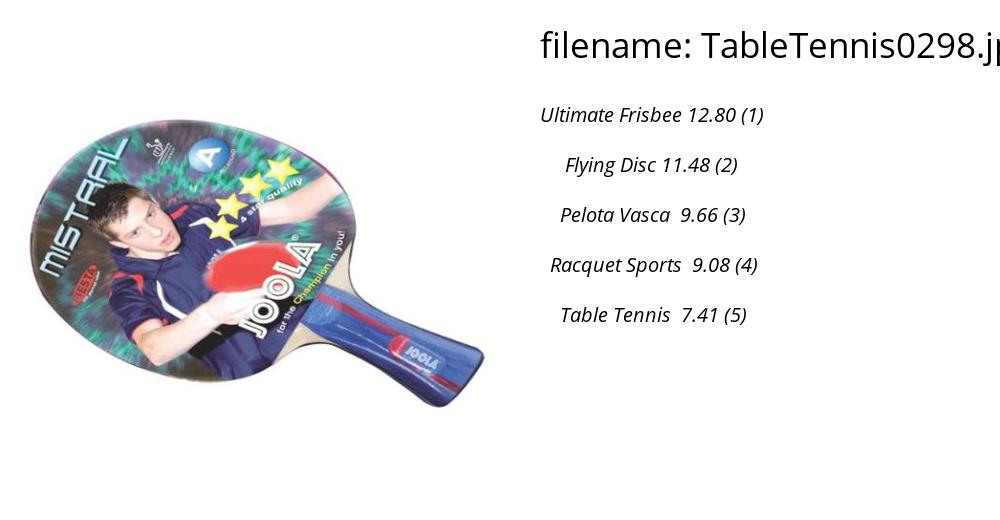 filename: TableTennis0298.jp
Ultimate Frisbee 12.80 (1)
Flying Disc 11.48 (2)
Pelota Vasca 9.66 (3)
Racquet Sports 9.08 (4)
Table Tennis 7.41 (5)
MISTRAL
A
4 star quality
TESTA
JOOLA
for the Champion in you!
JOOLA